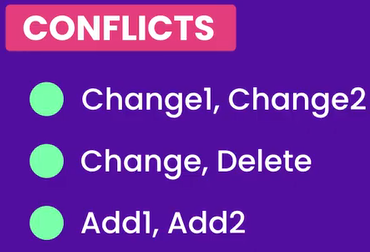 CONFLICTS
Change1, Change2
Change, Delete
Add1, Add2